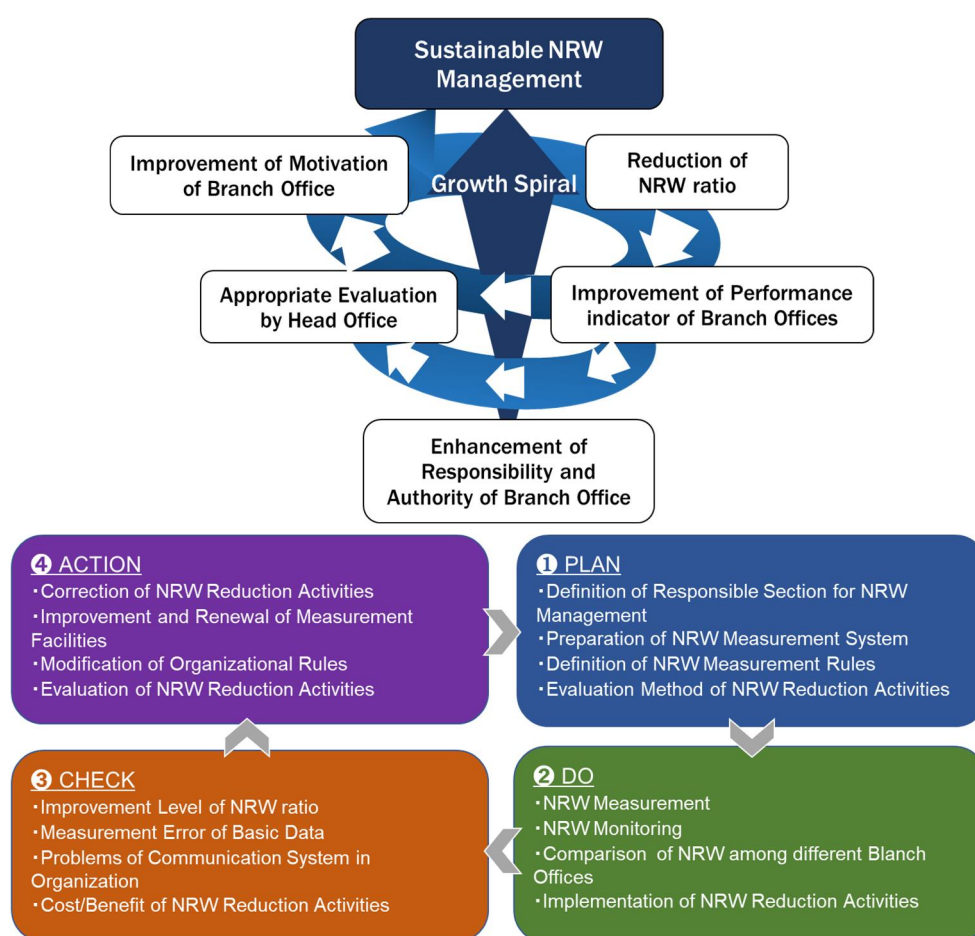 Sustainable NRW
Management
Improvement of Motivation
of Branch Office
Growth Spiral
Reduction of
NRW ratio
Appropriate Evaluation
by Head Office
Improvement of Performance
indicator of Branch Offices
Enhancement of
Responsibility and
Authority of Branch Office
❹ ACTION
・Correction of NRW Reduction Activities
・Improvement and Renewal of Measurement
Facilities
・Modification of Organizational Rules
・Evaluation of NRW Reduction Activities
❶ PLAN
・Definition of Responsible Section for NRW
Management
・Preparation of NRW Measurement System
・Definition of NRW Measurement Rules
・Evaluation Method of NRW Reduction Activities
❸ CHECK
・Improvement Level of NRW ratio
・Measurement Error of Basic Data
・Problems of Communication System in
Organization
・Cost/Benefit of NRW Reduction Activities
❷ DO
・NRW Measurement
・NRW Monitoring
・Comparison of NRW among different Blanch
Offices
・Implementation of NRW Reduction Activities